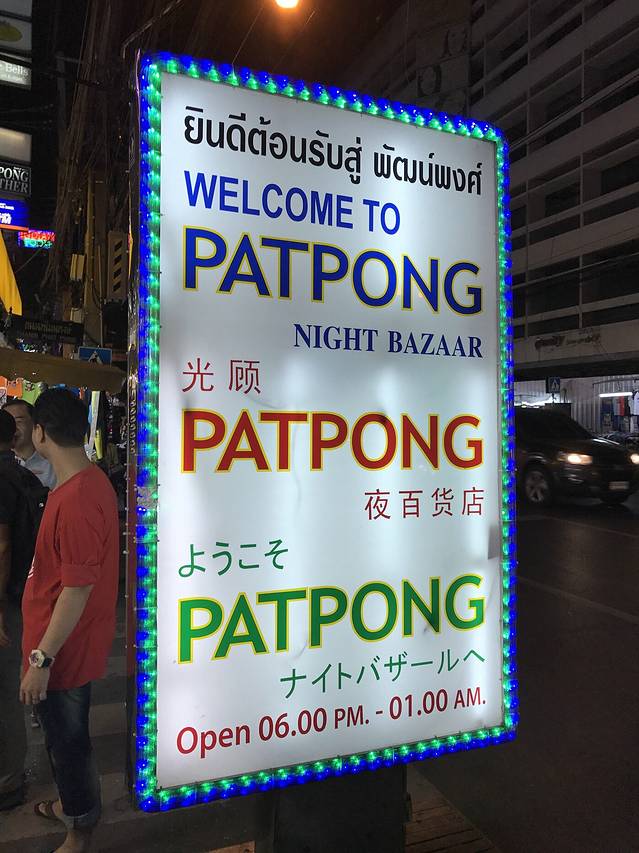 ยินดีต้อนรับสู่ พัฒน์พงศ์
WELCOME TO
PATPONG
NIGHT BAZAAR
光顾
PATPONG
夜百货店
ようこそ
PATPONG
ナイトバザールへ
Open 06.00 PM. - 01.00 AM.